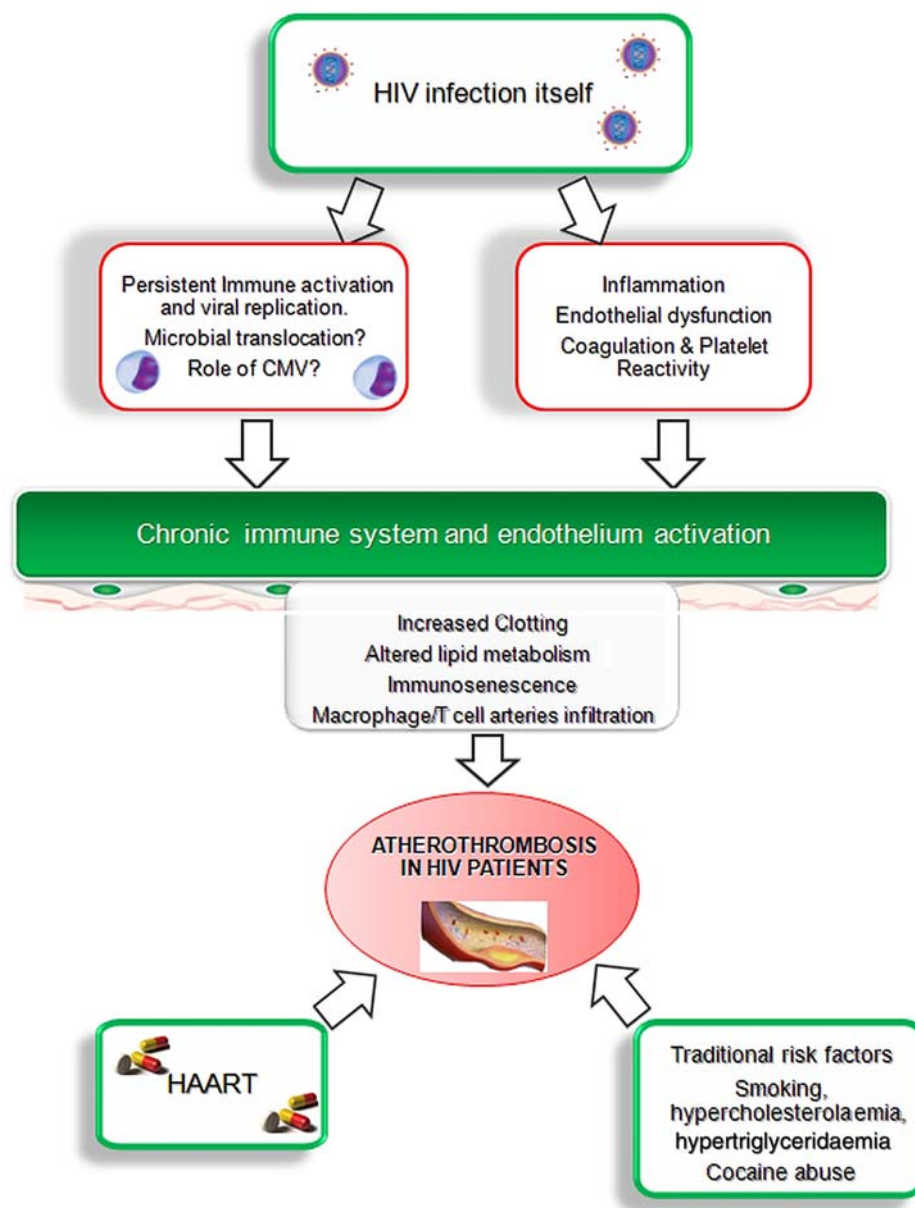 HIV infection itself
Persistent Immune activation
and viral replication.
Microbial translocation?
Role of CMV?
Inflammation
Endothelial dysfunction
Coagulation & Platelet
Reactivity
Chronic immune system and endothelium activation
Increased Clotting
Altered lipid metabolism
Immunosenescence
Macrophage/T cell arteries infiltration
ATHEROTHROMBOSIS
IN HIV PATIENTS
HAART
Traditional risk factors
Smoking,
hypercholesterolaemia,
hypertriglyceridaemia
Cocaine abuse